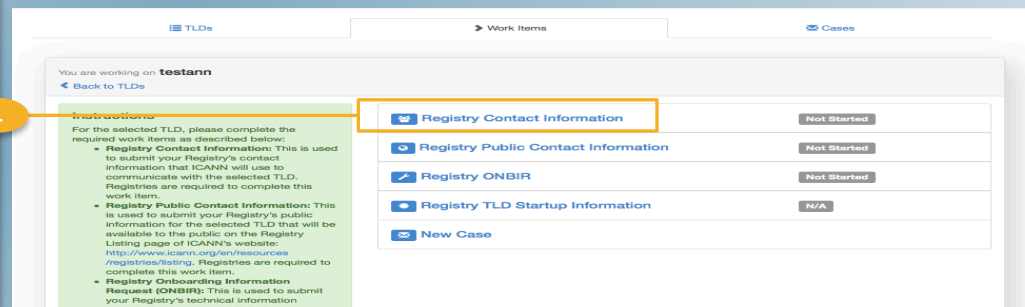 TLDs
Work Items
Cases
You are working on testann
Back to TLDs
Instructions
For the selected TLD, please complete the
required work items as described below:
• Registry Contact Information: This is used
to submit your Registry's contact
information that ICANN will use to
communicate with the selected TLD.
Registries are required to complete this
work item.
• Registry Public Contact Information: This
is used to submit your Registry's public
information for the selected TLD that will be
available to the public on the Registry
Listing page of ICANN's website:
http://www.icann.org/en/resources
/registries/listing. Registries are required to
complete this work item.
• Registry Onboarding Information
Request (ONBIR): This is used to submit
your Registry's technical information
Registry Contact Information Not Started
Registry Public Contact Information Not Started
Registry ONBIR Not Started
Registry TLD Startup Information N/A
New Case